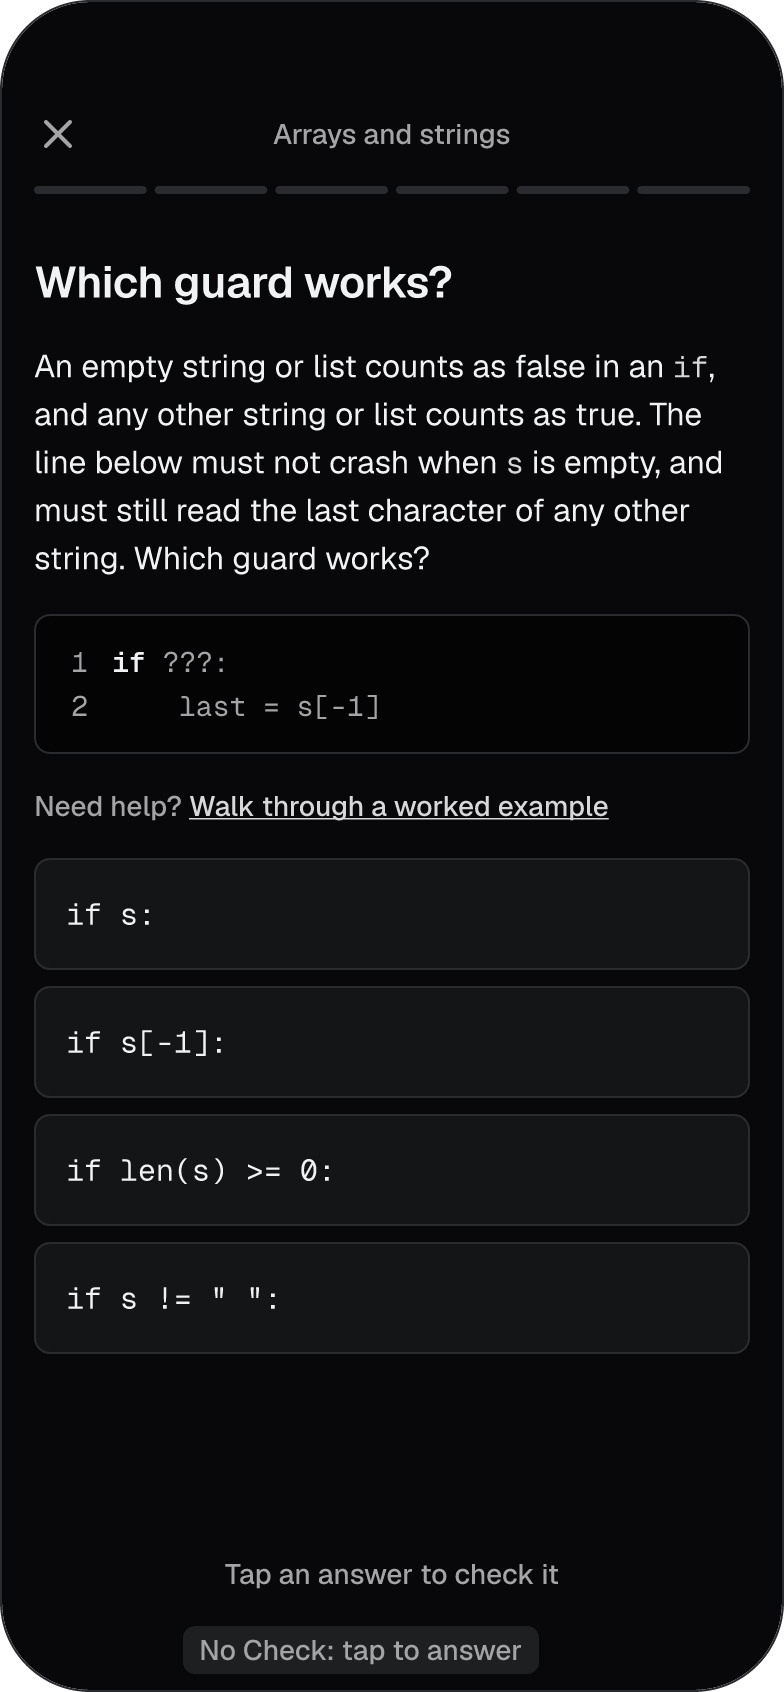 Arrays and strings
Which guard works?
An empty string or list counts as false in an if,
and any other string or list counts as true. The
line below must not crash when s is empty, and
must still read the last character of any other
string. Which guard works?
1 if ???:
2     last = s[-1]
Need help? Walk through a worked example
if s:
if s[-1]:
if len(s) >= 0:
if s != " ":
Tap an answer to check it
No Check: tap to answer